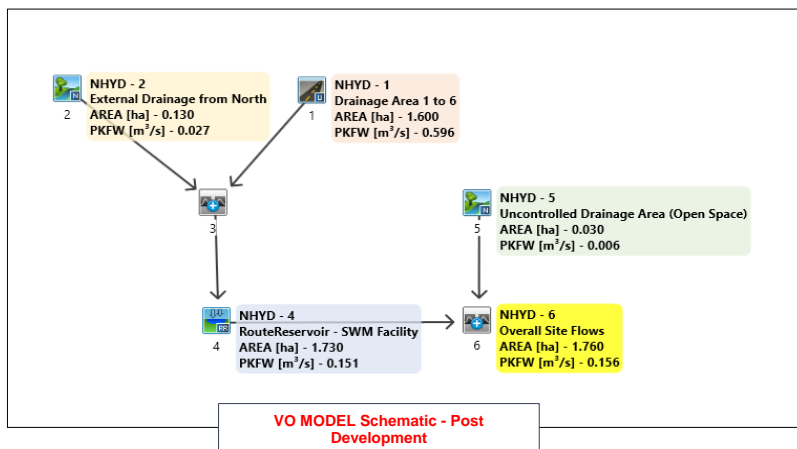 NHYD - 2
External Drainage from North
AREA [ha] - 0.130
PKFW [m³/s] - 0.027
N
2
NHYD - 1
Drainage Area 1 to 6
AREA [ha] - 1.600
PKFW [m³/s] - 0.596
U
1
3
NHYD - 5
Uncontrolled Drainage Area (Open Space)
AREA [ha] - 0.030
PKFW [m³/s] - 0.006
N
5
NHYD - 4
RouteReservoir - SWM Facility
AREA [ha] - 1.730
PKFW [m³/s] - 0.151
RR
4
NHYD - 6
Overall Site Flows
AREA [ha] - 1.760
PKFW [m³/s] - 0.156
6
VO MODEL Schematic - Post
Development